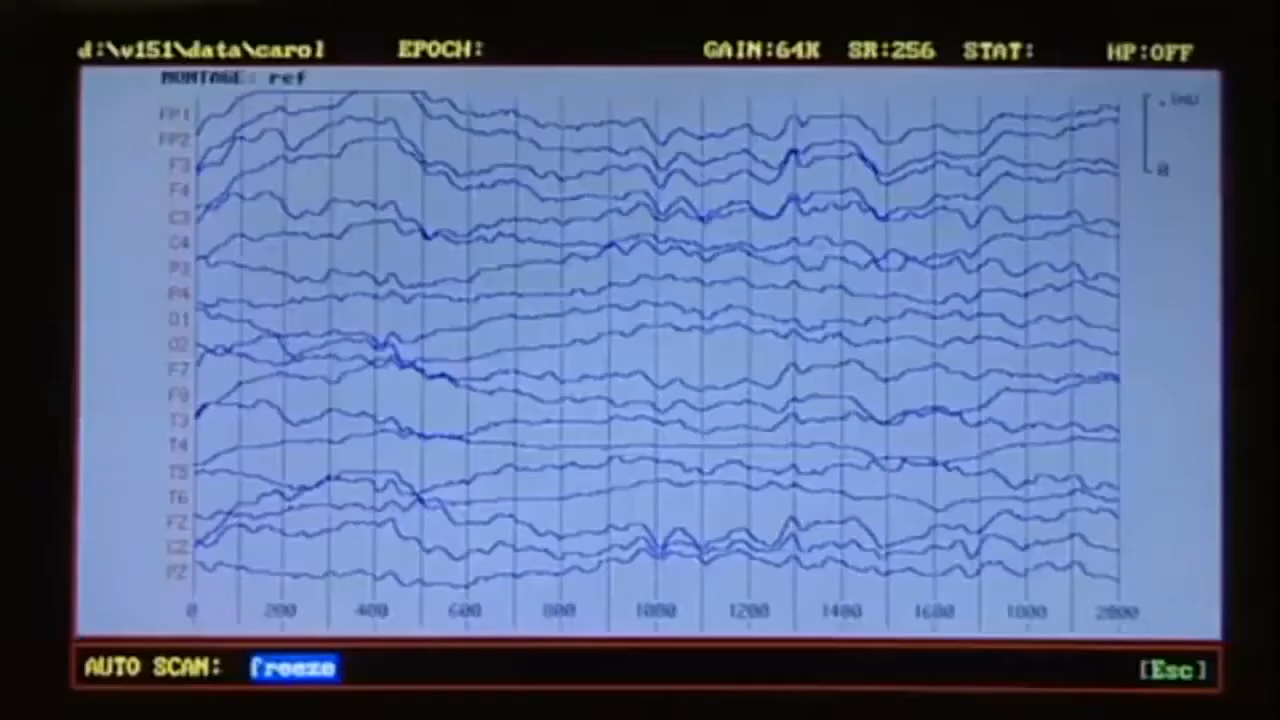 d:\v151\data\carol EPOCH: GAIN:64K SR:256 STAT: HP:OFF
MONTAGE: ref
FP1
FP2
F3
F4
C3
C4
P3
P4
O1
O2
F7
F8
T3
T4
T5
T6
FZ
CZ
PZ
0
0 200 400 600 800 1000 1200 1400 1600 1800 2000
AUTO SCAN: freeze [Esc]